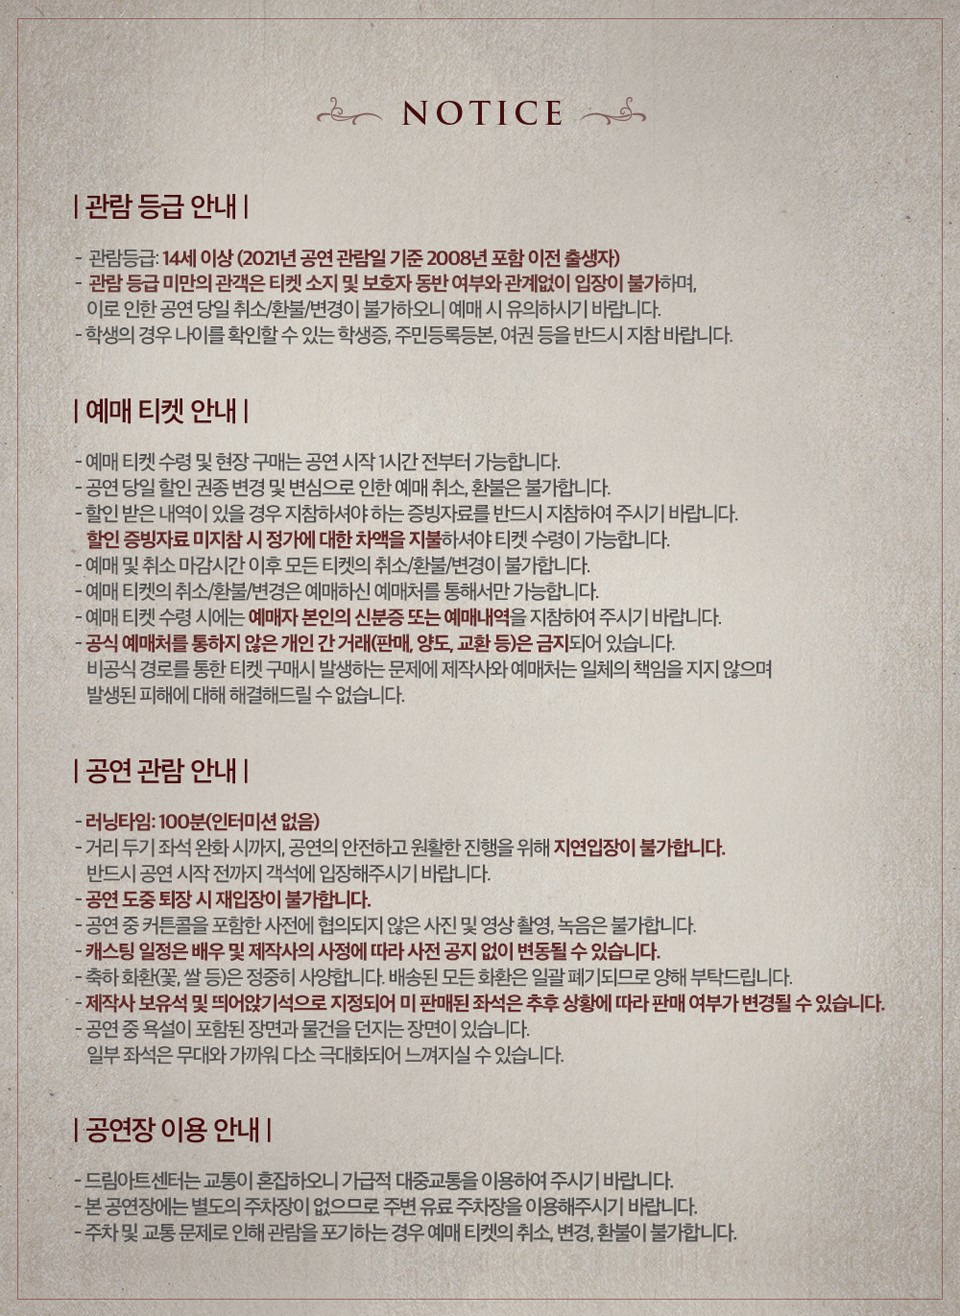 NOTICE
| 관람 등급 안내 |
- 관람등급: 14세 이상 (2021년 공연 관람일 기준 2008년 포함 이전 출생자)
- 관람 등급 미만의 관객은 티켓 소지 및 보호자 동반 여부와 관계없이 입장이 불가하며,
이로 인한 공연 당일 취소/환불/변경이 불가하오니 예매 시 유의하시기 바랍니다.
- 학생의 경우 나이를 확인할 수 있는 학생증, 주민등록등본, 여권 등을 반드시 지참 바랍니다.
| 예매 티켓 안내 |
- 예매 티켓 수령 및 현장 구매는 공연 시작 1시간 전부터 가능합니다.
- 공연 당일 할인 권종 변경 및 변심으로 인한 예매 취소, 환불은 불가합니다.
- 할인 받은 내역이 있을 경우 지참하셔야 하는 증빙자료를 반드시 지참하여 주시기 바랍니다.
할인 증빙자료 미지참 시 정가에 대한 차액을 지불하셔야 티켓 수령이 가능합니다.
- 예매 및 취소 마감시간 이후 모든 티켓의 취소/환불/변경이 불가합니다.
- 예매 티켓의 취소/환불/변경은 예매하신 예매처를 통해서만 가능합니다.
- 예매 티켓 수령 시에는 예매자 본인의 신분증 또는 예매내역을 지참하여 주시기 바랍니다.
- 공식 예매처를 통하지 않은 개인 간 거래(판매, 양도, 교환 등)은 금지되어 있습니다.
비공식 경로를 통한 티켓 구매시 발생하는 문제에 제작사와 예매처는 일체의 책임을 지지 않으며
발생된 피해에 대해 해결해드릴 수 없습니다.
| 공연 관람 안내 |
- 러닝타임: 100분(인터미션 없음)
- 거리 두기 좌석 완화 시까지, 공연의 안전하고 원활한 진행을 위해 지연입장이 불가합니다.
반드시 공연 시작 전까지 객석에 입장해주시기 바랍니다.
- 공연 도중 퇴장 시 재입장이 불가합니다.
- 공연 중 커튼콜을 포함한 사전에 협의되지 않은 사진 및 영상 촬영, 녹음은 불가합니다.
- 캐스팅 일정은 배우 및 제작사의 사정에 따라 사전 공지 없이 변동될 수 있습니다.
- 축하 화환(꽃, 쌀 등)은 정중히 사양합니다. 배송된 모든 화환은 일괄 폐기되므로 양해 부탁드립니다.
- 제작사 보유석 및 띄어앉기석으로 지정되어 미 판매된 좌석은 추후 상황에 따라 판매 여부가 변경될 수 있습니다.
- 공연 중 욕설이 포함된 장면과 물건을 던지는 장면이 있습니다.
일부 좌석은 무대와 가까워 다소 극대화되어 느껴지실 수 있습니다.
| 공연장 이용 안내 |
- 드림아트센터는 교통이 혼잡하오니 가급적 대중교통을 이용하여 주시기 바랍니다.
- 본 공연장에는 별도의 주차장이 없으므로 주변 유료 주차장을 이용해주시기 바랍니다.
- 주차 및 교통 문제로 인해 관람을 포기하는 경우 예매 티켓의 취소, 변경, 환불이 불가합니다.